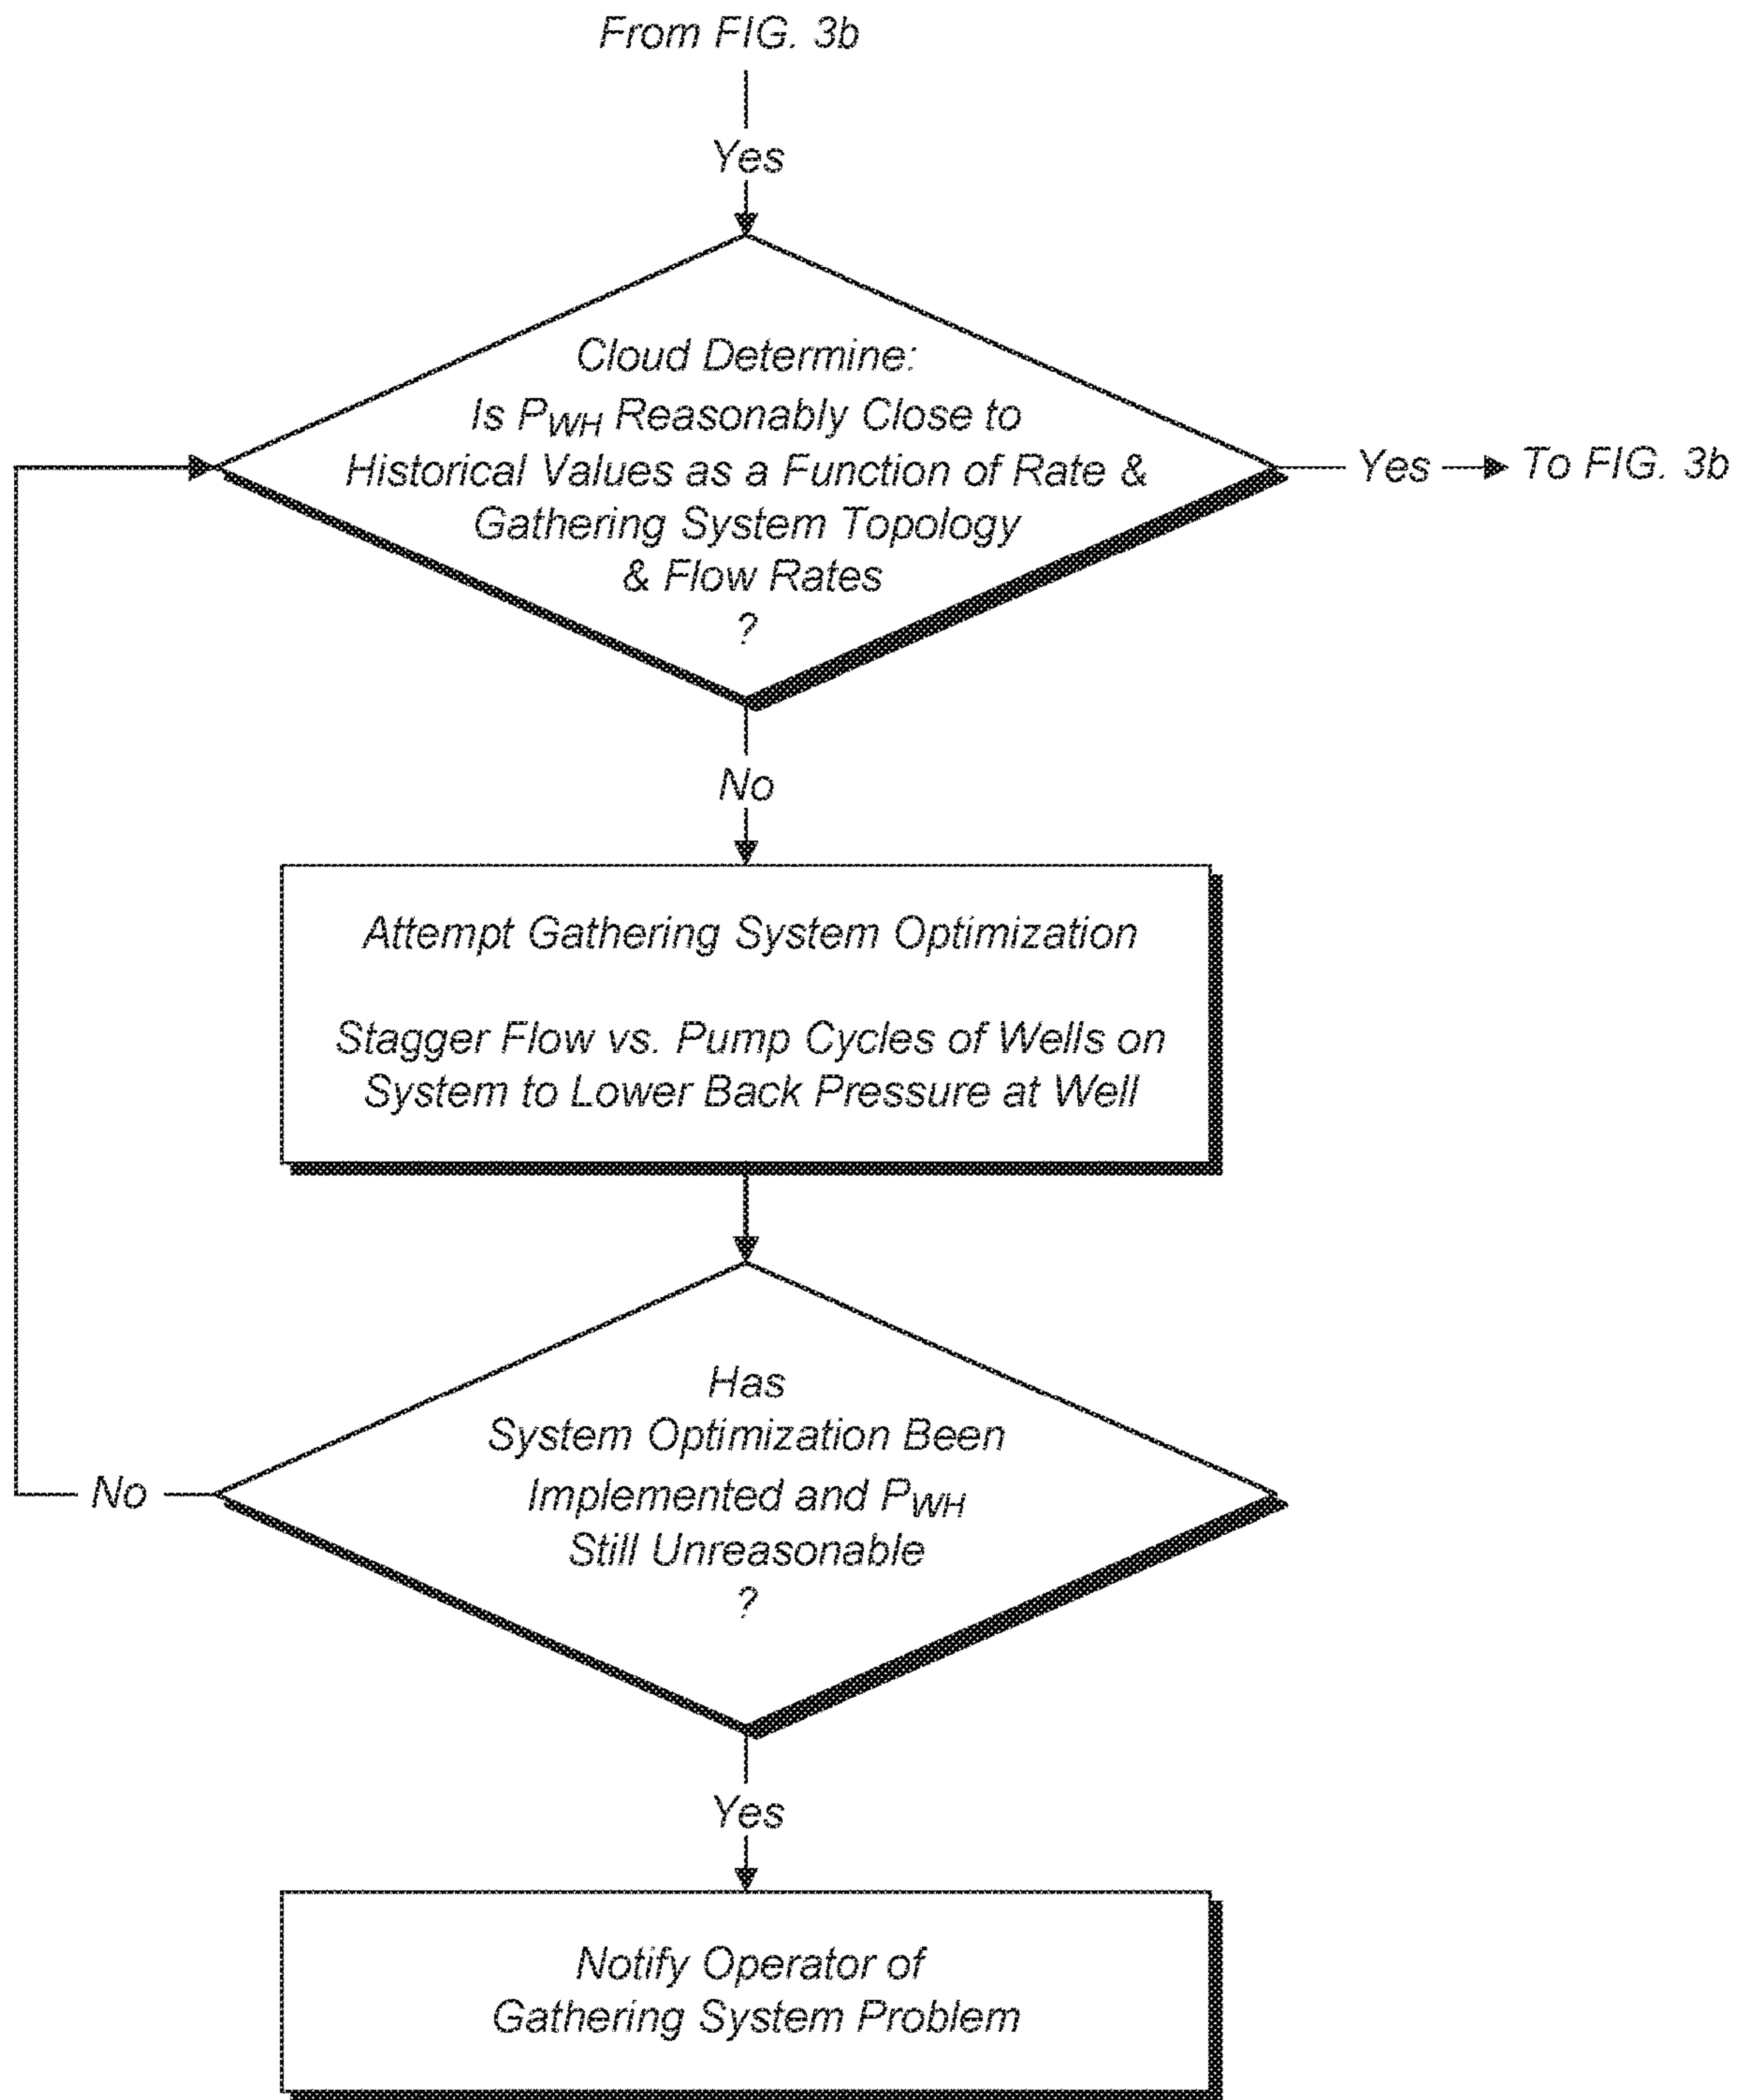 From FIG. 3b
Yes
Cloud Determine:
Is PWH Reasonably Close to
Historical Values as a Function of Rate &
Gathering System Topology
& Flow Rates
?
Yes
To FIG. 3b
No
Attempt Gathering System Optimization
Stagger Flow vs. Pump Cycles of Wells on
System to Lower Back Pressure at Well
Has
System Optimization Been
Implemented and PWH
Still Unreasonable
?
No
Yes
Notify Operator of
Gathering System Problem